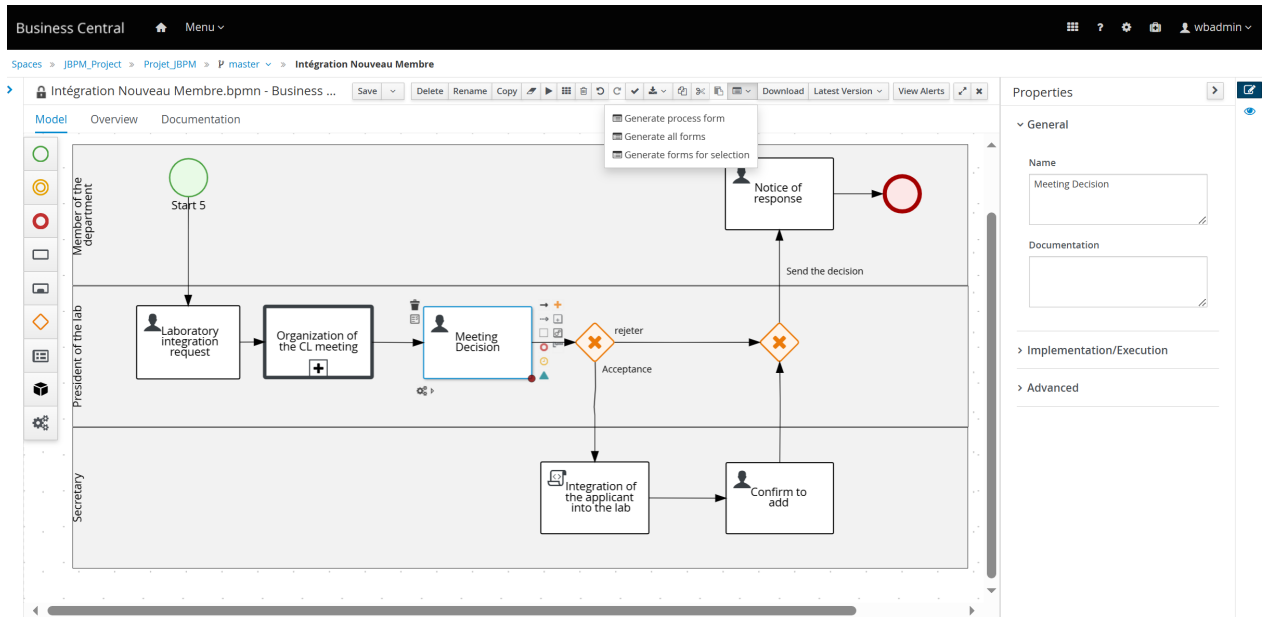 Business Central
Menu
?
wbadmin
Spaces » JBPM_Project » Projet_JBPM » master » Intégration Nouveau Membre
Intégration Nouveau Membre.bpmn - Business ...
Save
Delete
Rename
Copy
Download
Latest Version
View Alerts
Model
Overview
Documentation
Generate process form
Generate all forms
Generate forms for selection
Member of the
department
Start 5
Notice of
response
Send the decision
President of the lab
Laboratory
integration
request
Organization of
the CL meeting
Meeting
Decision
rejeter
Acceptance
Secretary
Integration of
the applicant
into the lab
Confirm to
add
Properties
General
Name
Meeting Decision
Documentation
Implementation/Execution
Advanced